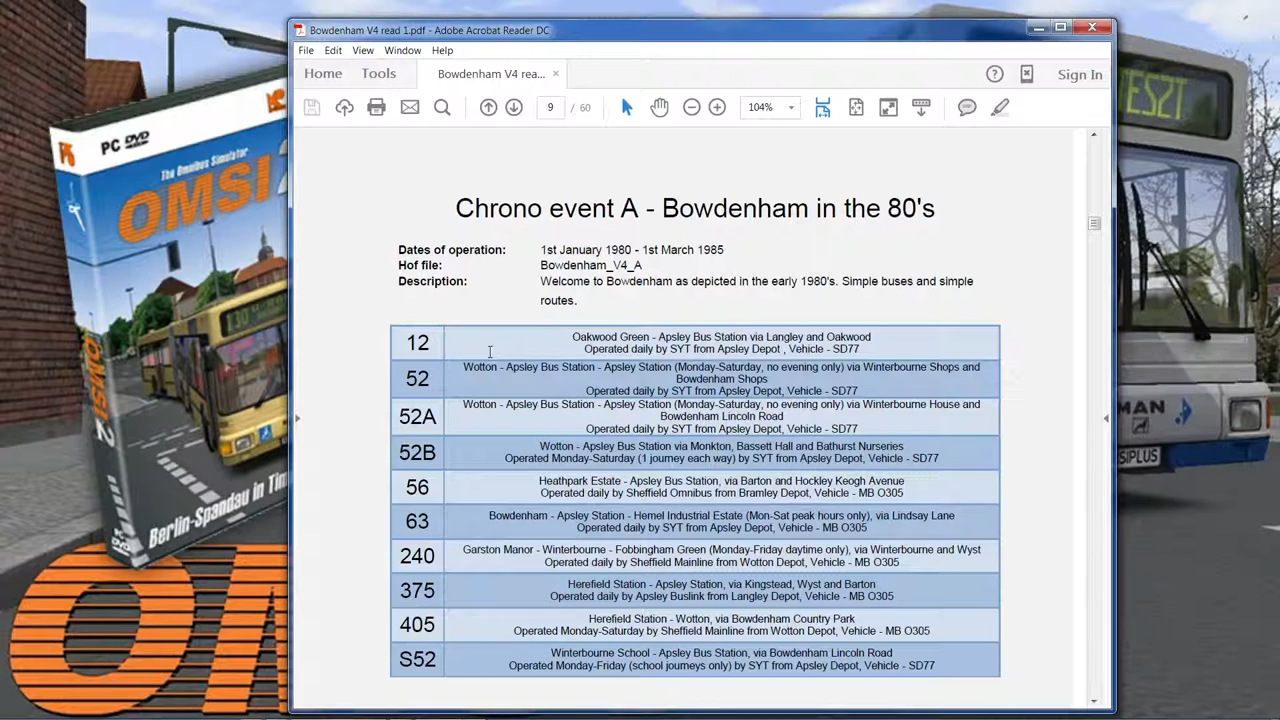 Bowdenham V4 read 1.pdf - Adobe Acrobat Reader DC
File Edit View Window Help
Home Tools Bowdenham V4 rea... × Sign In
9 / 60 104%
Chrono event A - Bowdenham in the 80's
Dates of operation: 1st January 1980 - 1st March 1985
Hof file: Bowdenham_V4_A
Description: Welcome to Bowdenham as depicted in the early 1980's. Simple buses and simple
routes.
12 Oakwood Green - Apsley Bus Station via Langley and Oakwood
Operated daily by SYT from Apsley Depot , Vehicle - SD77
52 Wotton - Apsley Bus Station - Apsley Station (Monday-Saturday, no evening only) via Winterbourne Shops and
Bowdenham Shops
Operated daily by SYT from Apsley Depot, Vehicle - SD77
52A Wotton - Apsley Bus Station - Apsley Station (Monday-Saturday, no evening only) via Winterbourne House and
Bowdenham Lincoln Road
Operated daily by SYT from Apsley Depot, Vehicle - SD77
52B Wotton - Apsley Bus Station via Monkton, Bassett Hall and Bathurst Nurseries
Operated Monday-Saturday (1 journey each way) by SYT from Apsley Depot, Vehicle - SD77
56 Heathpark Estate - Apsley Bus Station, via Barton and Hockley Keogh Avenue
Operated daily by Sheffield Omnibus from Bramley Depot, Vehicle - MB O305
63 Bowdenham - Apsley Station - Hemel Industrial Estate (Mon-Sat peak hours only), via Lindsay Lane
Operated daily by SYT from Apsley Depot, Vehicle - MB O305
240 Garston Manor - Winterbourne - Fobbingham Green (Monday-Friday daytime only), via Winterbourne and Wyst
Operated daily by Sheffield Mainline from Wotton Depot, Vehicle - MB O305
375 Herefield Station - Apsley Station, via Kingstead, Wyst and Barton
Operated daily by Apsley Buslink from Langley Depot, Vehicle - MB O305
405 Herefield Station - Wotton, via Bowdenham Country Park
Operated Monday-Saturday by Sheffield Mainline from Wotton Depot, Vehicle - MB O305
S52 Winterbourne School - Apsley Bus Station, via Bowdenham Lincoln Road
Operated Monday-Friday (school journeys only) by SYT from Apsley Depot, Vehicle - SD77
PC DVD
The Omnibus Simulator
OMSI 2
OMSI 2
Berlin-Spandau in
MAN
SIPLUS